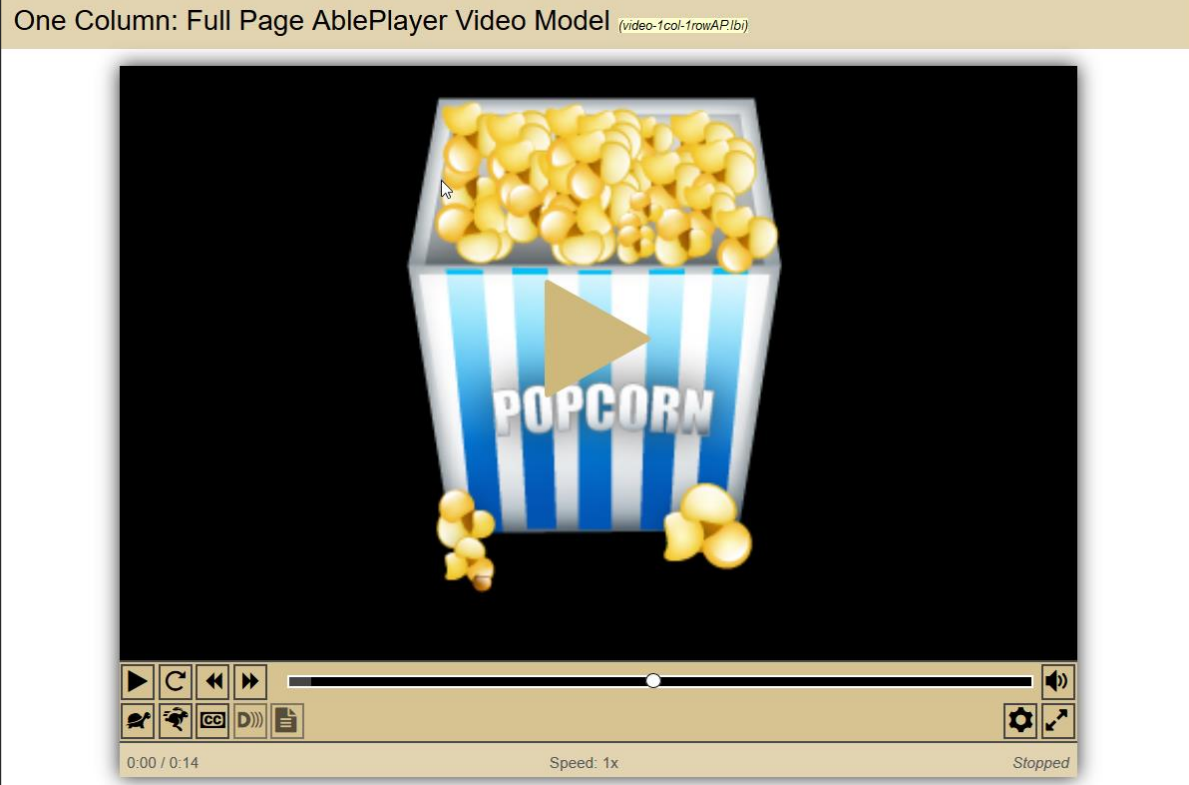 One Column: Full Page AblePlayer Video Model (video-1col-1rowAP.lbi)
POPCORN
CC D)))
0:00 / 0:14 Speed: 1x Stopped